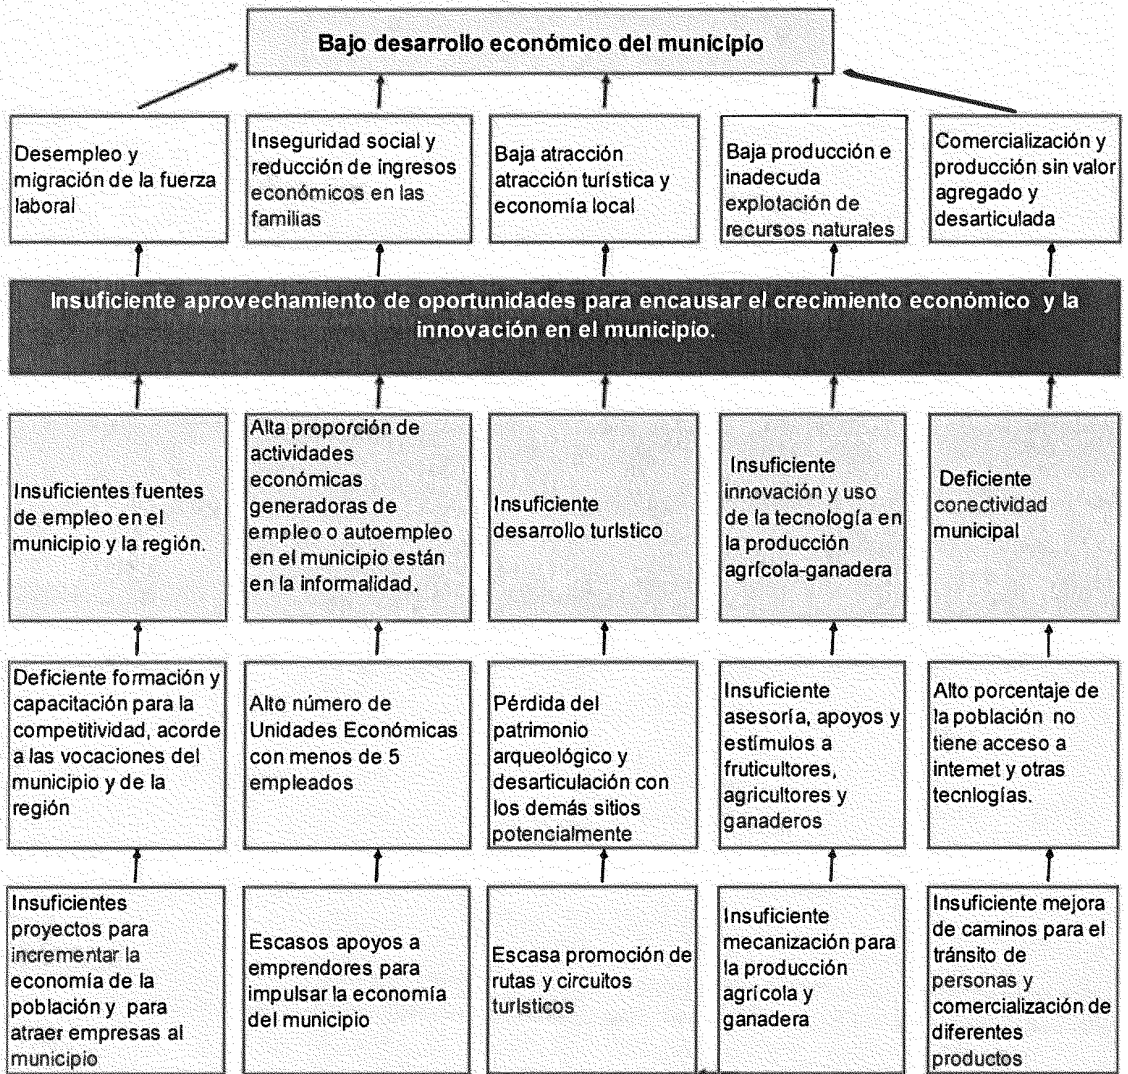 Bajo desarrollo económico del municipio
Desempleo y
migración de la fuerza
laboral
Inseguridad social y
reducción de ingresos
económicos en las
familias
Baja atracción
atracción turística y
economía local
Baja producción e
inadecuda
explotación de
recursos naturales
Comercialización y
producción sin valor
agregado y
desarticulada
Insuficiente aprovechamiento de oportunidades para encausar el crecimiento económico y la
innovación en el municipio.
Insuficientes fuentes
de empleo en el
municipio y la región.
Alta proporción de
actividades
económicas
generadoras de
empleo o autoempleo
en el municipio están
en la informalidad.
Insuficiente
desarrollo turístico
Insuficiente
innovación y uso
de la tecnología en
la producción
agrícola-ganadera
Deficiente
conectividad
municipal
Deficiente formación y
capacitación para la
competitividad, acorde
a las vocaciones del
municipio y de la
región
Alto número de
Unidades Económicas
con menos de 5
empleados
Pérdida del
patrimonio
arqueológico y
desarticulación con
los demás sitios
potencialmente
Insuficiente
asesoría, apoyos y
estímulos a
fruticultores,
agricultores y
ganaderos
Alto porcentaje de
la población no
tiene acceso a
internet y otras
tecnlogías.
Insuficientes
proyectos para
incrementar la
economía de la
población y para
atraer empresas al
municipio
Escasos apoyos a
emprendores para
impulsar la economía
del municipio
Escasa promoción de
rutas y circuitos
turísticos
Insuficiente
mecanización para
la producción
agrícola y
ganadera
Insuficiente mejora
de caminos para el
tránsito de
personas y
comercialización de
diferentes
productos